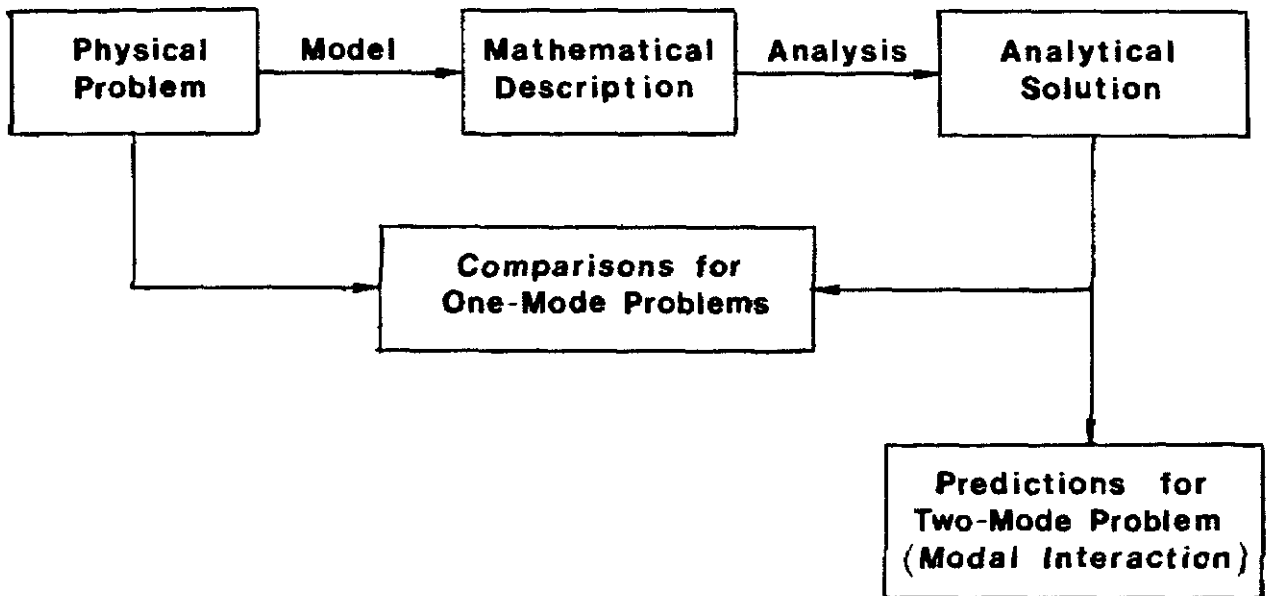 Physical
Problem
Model
Mathematical
Description
Analysis
Analytical
Solution
Comparisons for
One-Mode Problems
Predictions for
Two-Mode Problem
(Modal Interaction)